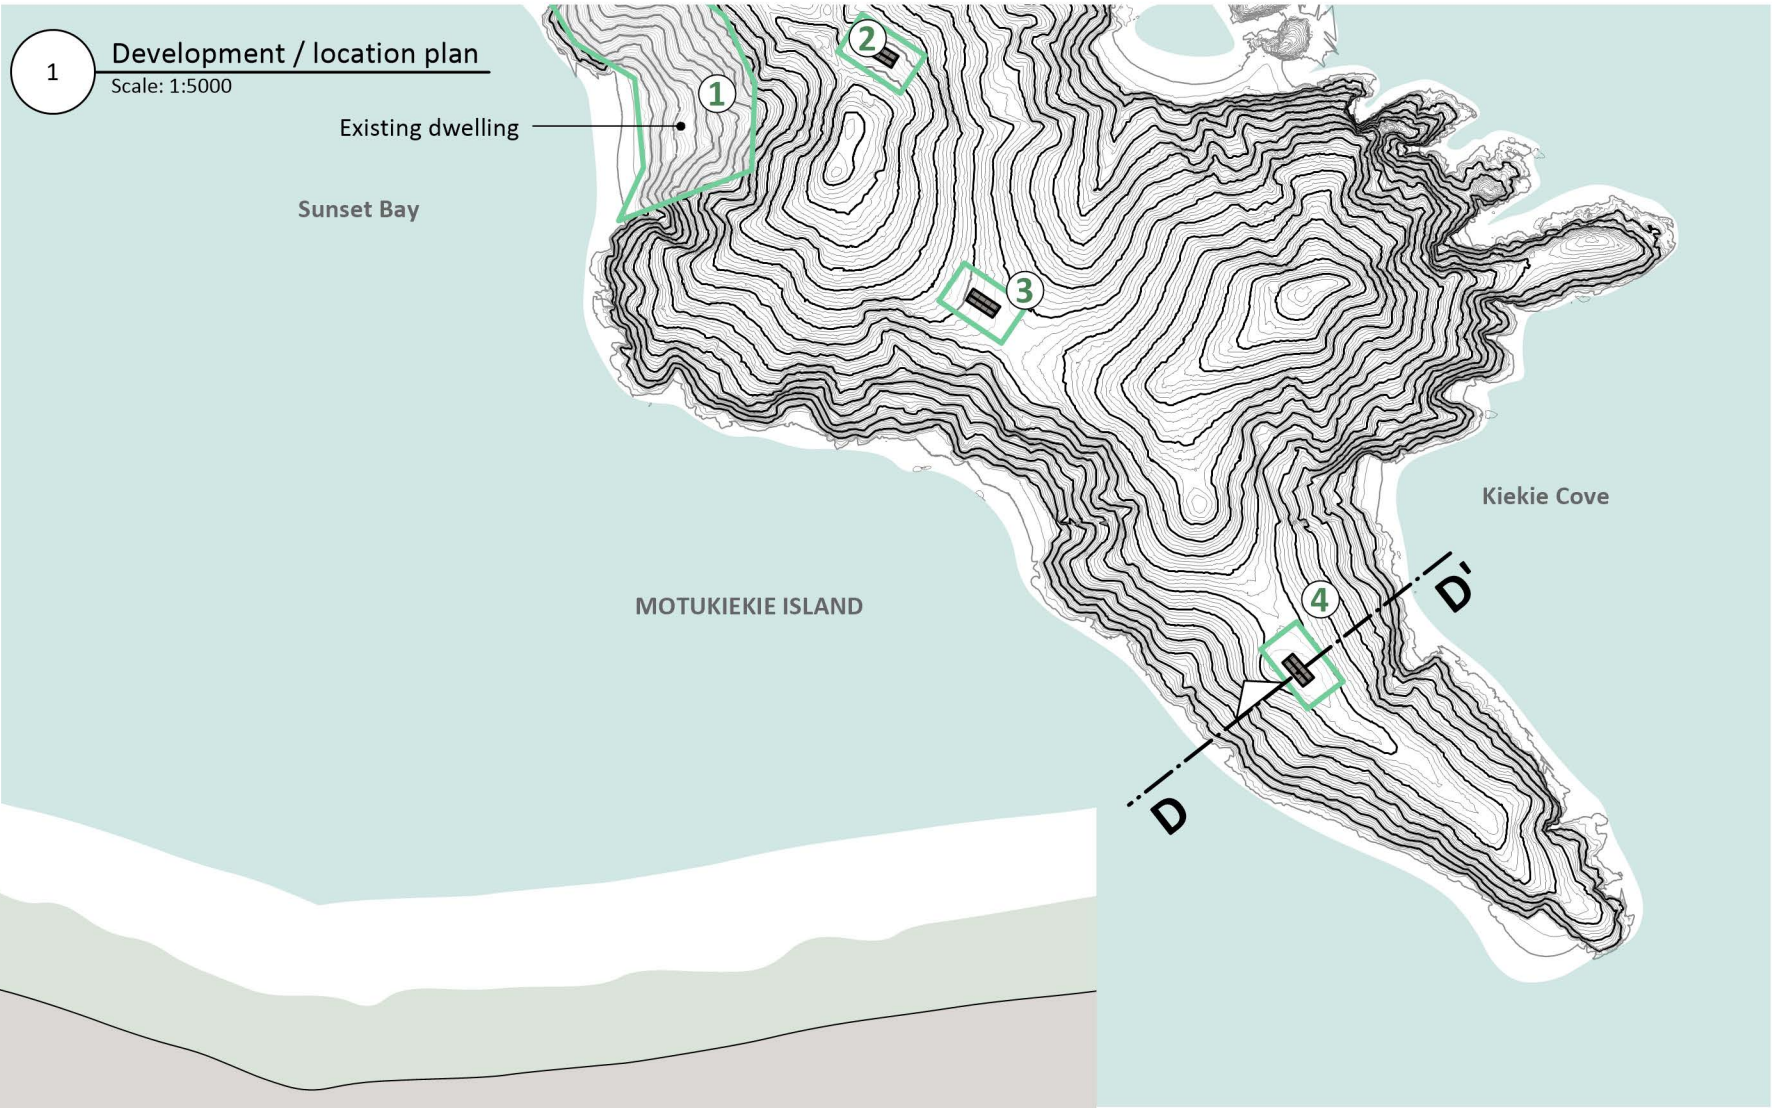 1
Development / location plan
Scale: 1:5000
2
1
Existing dwelling
Sunset Bay
3
Kiekie Cove
MOTUKIEKIE ISLAND
4
D'
D